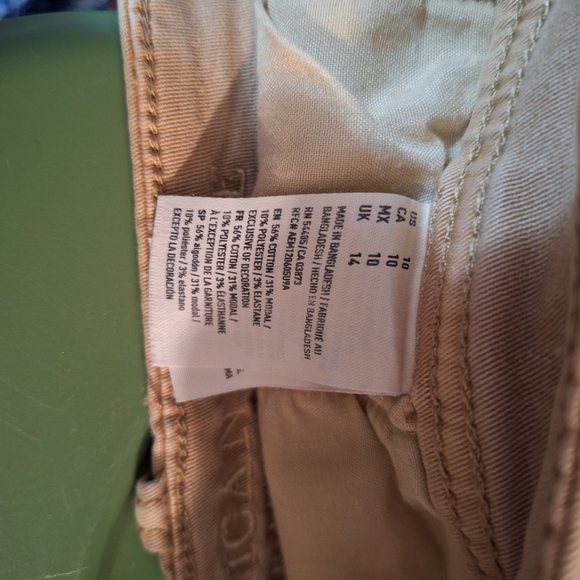 US 10
CA 10
MX 10
UK 14
MADE IN BANGLADESH / FABRIQUÉ AU
BANGLADESH / HECHO EN BANGLADESH
RN 54485 / CA 03873
RFC# AEM1206059U9A
EN 56% COTTON / 31% MODAL /
10% POLYESTER / 3% ELASTANE
EXCLUSIVE OF DECORATION
FR 56% COTON / 31% MODAL /
10% POLYESTER / 3% ÉLASTHANNE
À L'EXCEPTION DE LA GARNITURE
SP 56% algodón / 31% modal /
10% poliéster / 3% elastano
EXCEPTO LA DECORACIÓN
ICAN